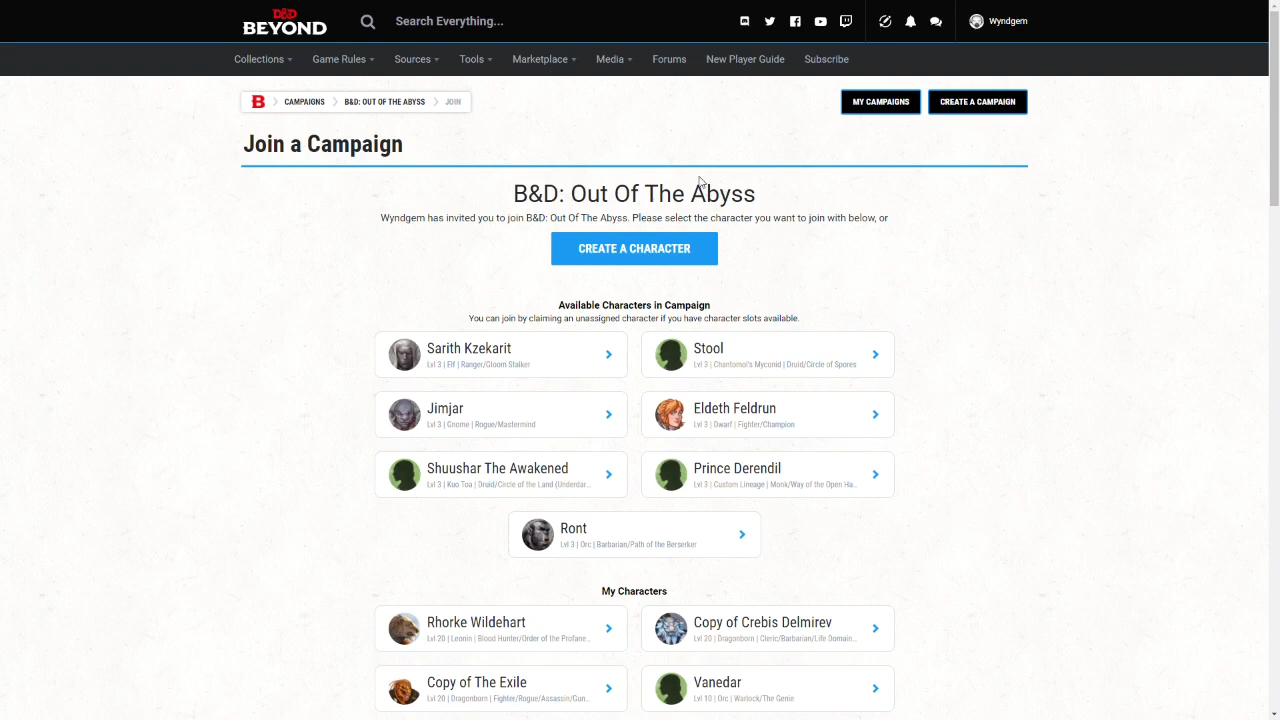 D&D
BEYOND
Search Everything...
Wyndgem
Collections Game Rules Sources Tools Marketplace Media Forums New Player Guide Subscribe
B CAMPAIGNS B&D: OUT OF THE ABYSS JOIN
MY CAMPAIGNS CREATE A CAMPAIGN
Join a Campaign
B&D: Out Of The Abyss
Wyndgem has invited you to join B&D: Out Of The Abyss. Please select the character you want to join with below, or
CREATE A CHARACTER
Available Characters in Campaign
You can join by claiming an unassigned character if you have character slots available.
Sarith Kzekarit
Lvl 3 | Elf | Ranger/Gloom Stalker
Stool
Lvl 3 | Chantomoi's Myconid | Druid/Circle of Spores
Jimjar
Lvl 3 | Gnome | Rogue/Mastermind
Eldeth Feldrun
Lvl 3 | Dwarf | Fighter/Champion
Shuushar The Awakened
Lvl 3 | Kuo Toa | Druid/Circle of the Land (Underdar...
Prince Derendil
Lvl 3 | Custom Lineage | Monk/Way of the Open Ha...
Ront
Lvl 3 | Orc | Barbarian/Path of the Berserker
My Characters
Rhorke Wildehart
Lvl 20 | Leonin | Blood Hunter/Order of the Profane...
Copy of Crebis Delmirev
Lvl 20 | Dragonborn | Cleric/Barbarian/Life Domain...
Copy of The Exile
Lvl 20 | Dragonborn | Fighter/Rogue/Assassin/Gun...
Vanedar
Lvl 10 | Orc | Warlock/The Genie